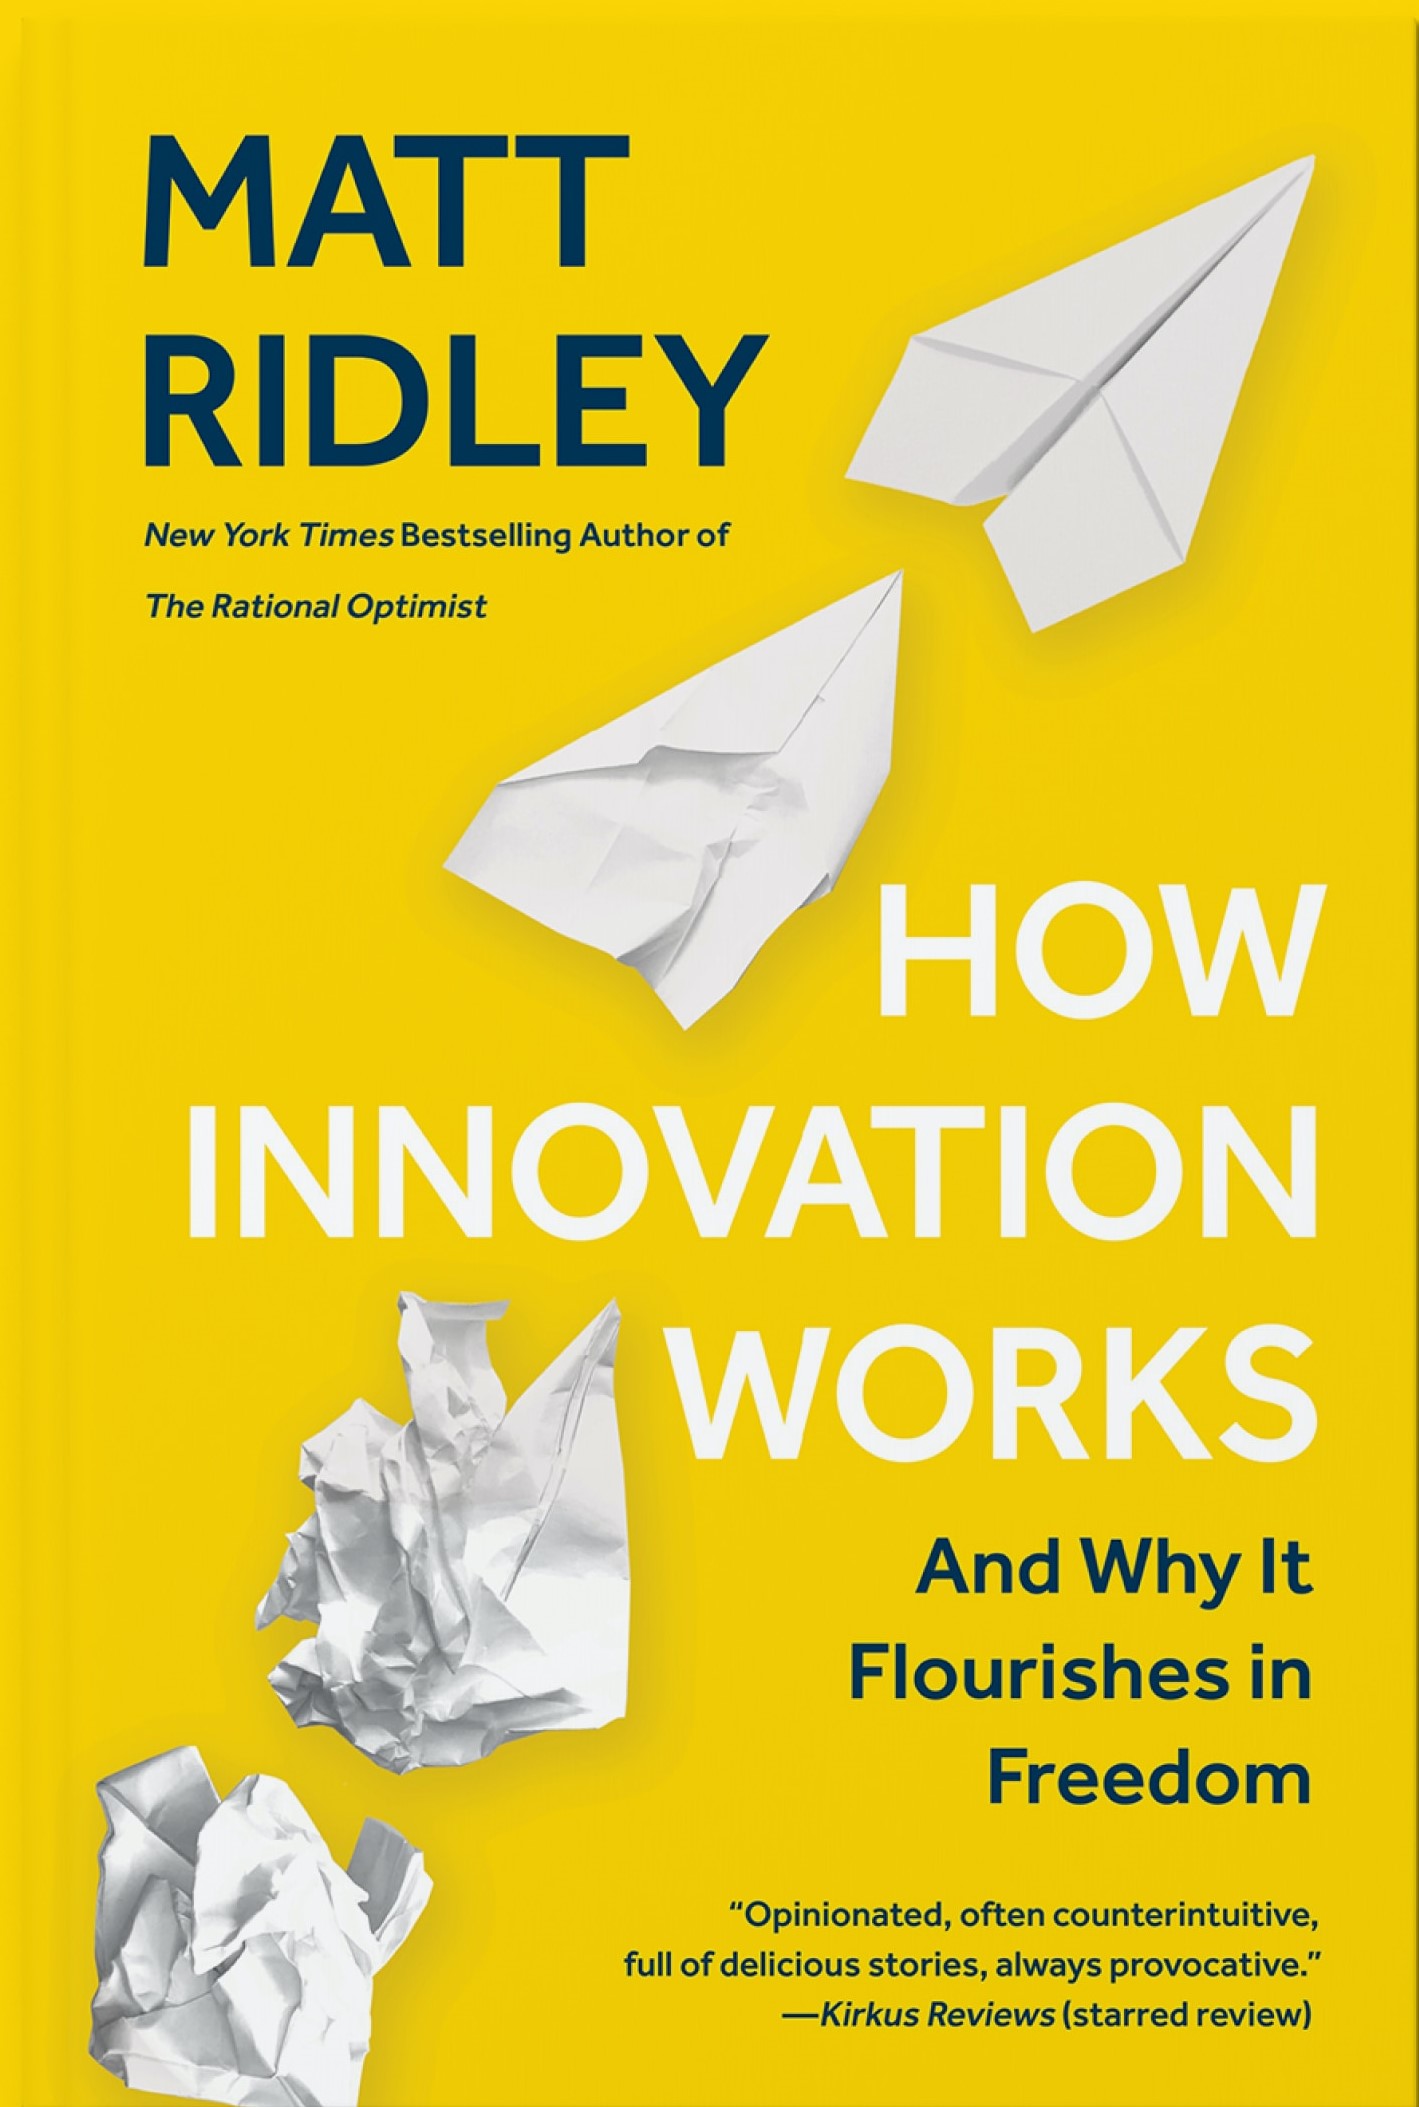 MATT
RIDLEY
New York Times Bestselling Author of
The Rational Optimist
HOW
INNOVATION
WORKS
And Why It
Flourishes in
Freedom
“Opinionated, often counterintuitive,
full of delicious stories, always provocative.”
—Kirkus Reviews (starred review)